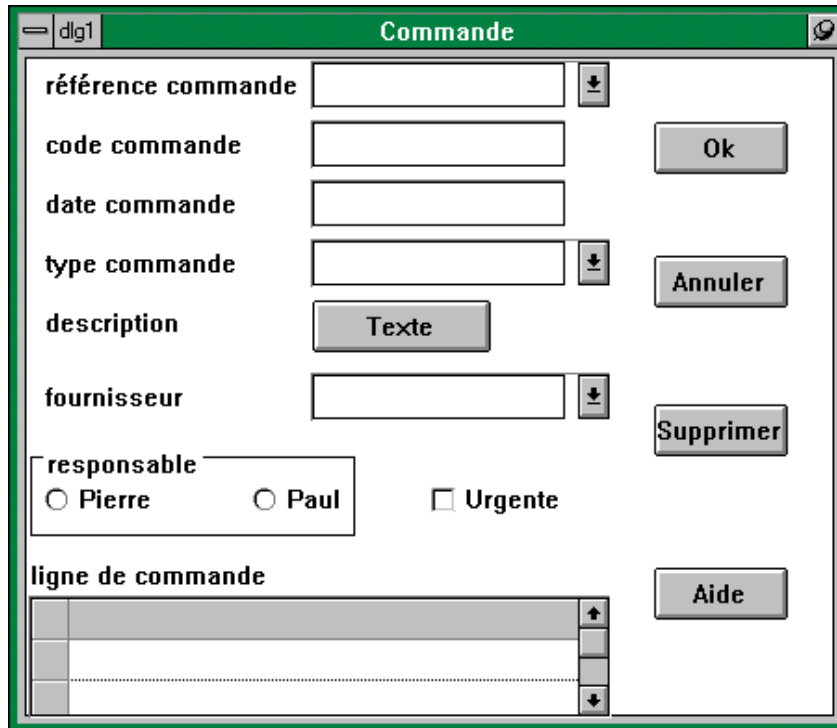 dlg1 Commande
référence commande
code commande
Ok
date commande
type commande
Annuler
description Texte
fournisseur
Supprimer
responsable
Pierre Paul Urgente
ligne de commande
Aide